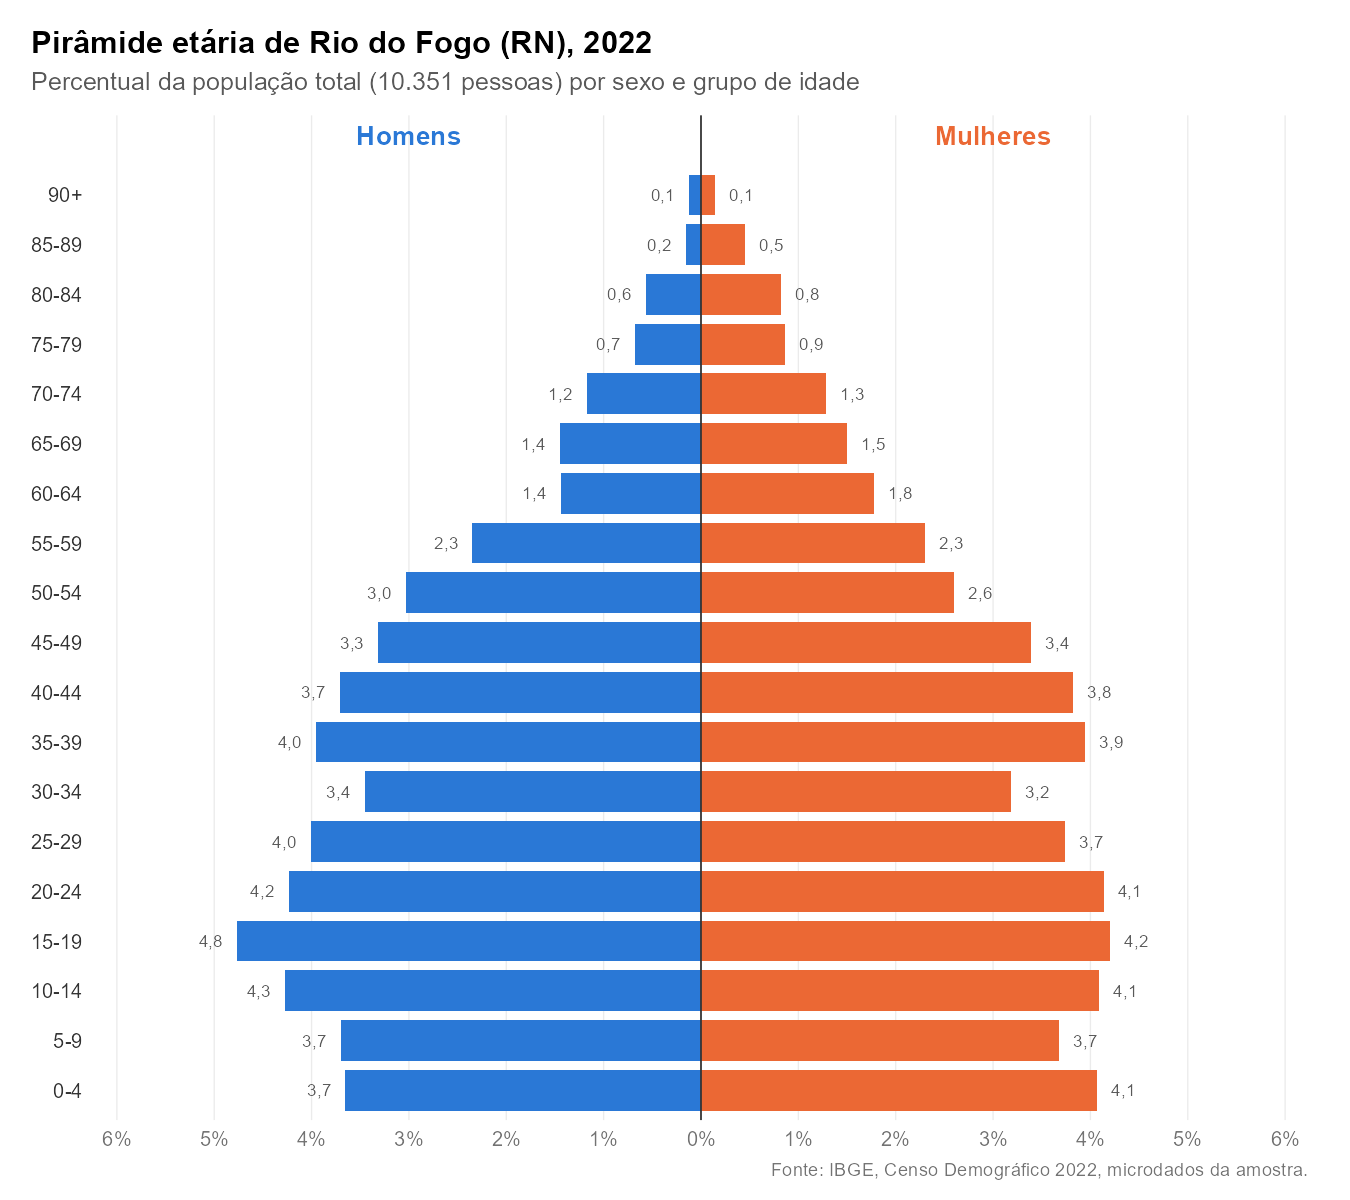 Pirâmide etária de Rio do Fogo (RN), 2022
Percentual da população total (10.351 pessoas) por sexo e grupo de idade
Homens Mulheres
90+ 0,1 0,1
85-89 0,2 0,5
80-84 0,6 0,8
75-79 0,7 0,9
70-74 1,2 1,3
65-69 1,4 1,5
60-64 1,4 1,8
55-59 2,3 2,3
50-54 3,0 2,6
45-49 3,3 3,4
40-44 3,7 3,8
35-39 4,0 3,9
30-34 3,4 3,2
25-29 4,0 3,7
20-24 4,2 4,1
15-19 4,8 4,2
10-14 4,3 4,1
5-9 3,7 3,7
0-4 3,7 4,1
6% 5% 4% 3% 2% 1% 0% 1% 2% 3% 4% 5% 6%
Fonte: IBGE, Censo Demográfico 2022, microdados da amostra.